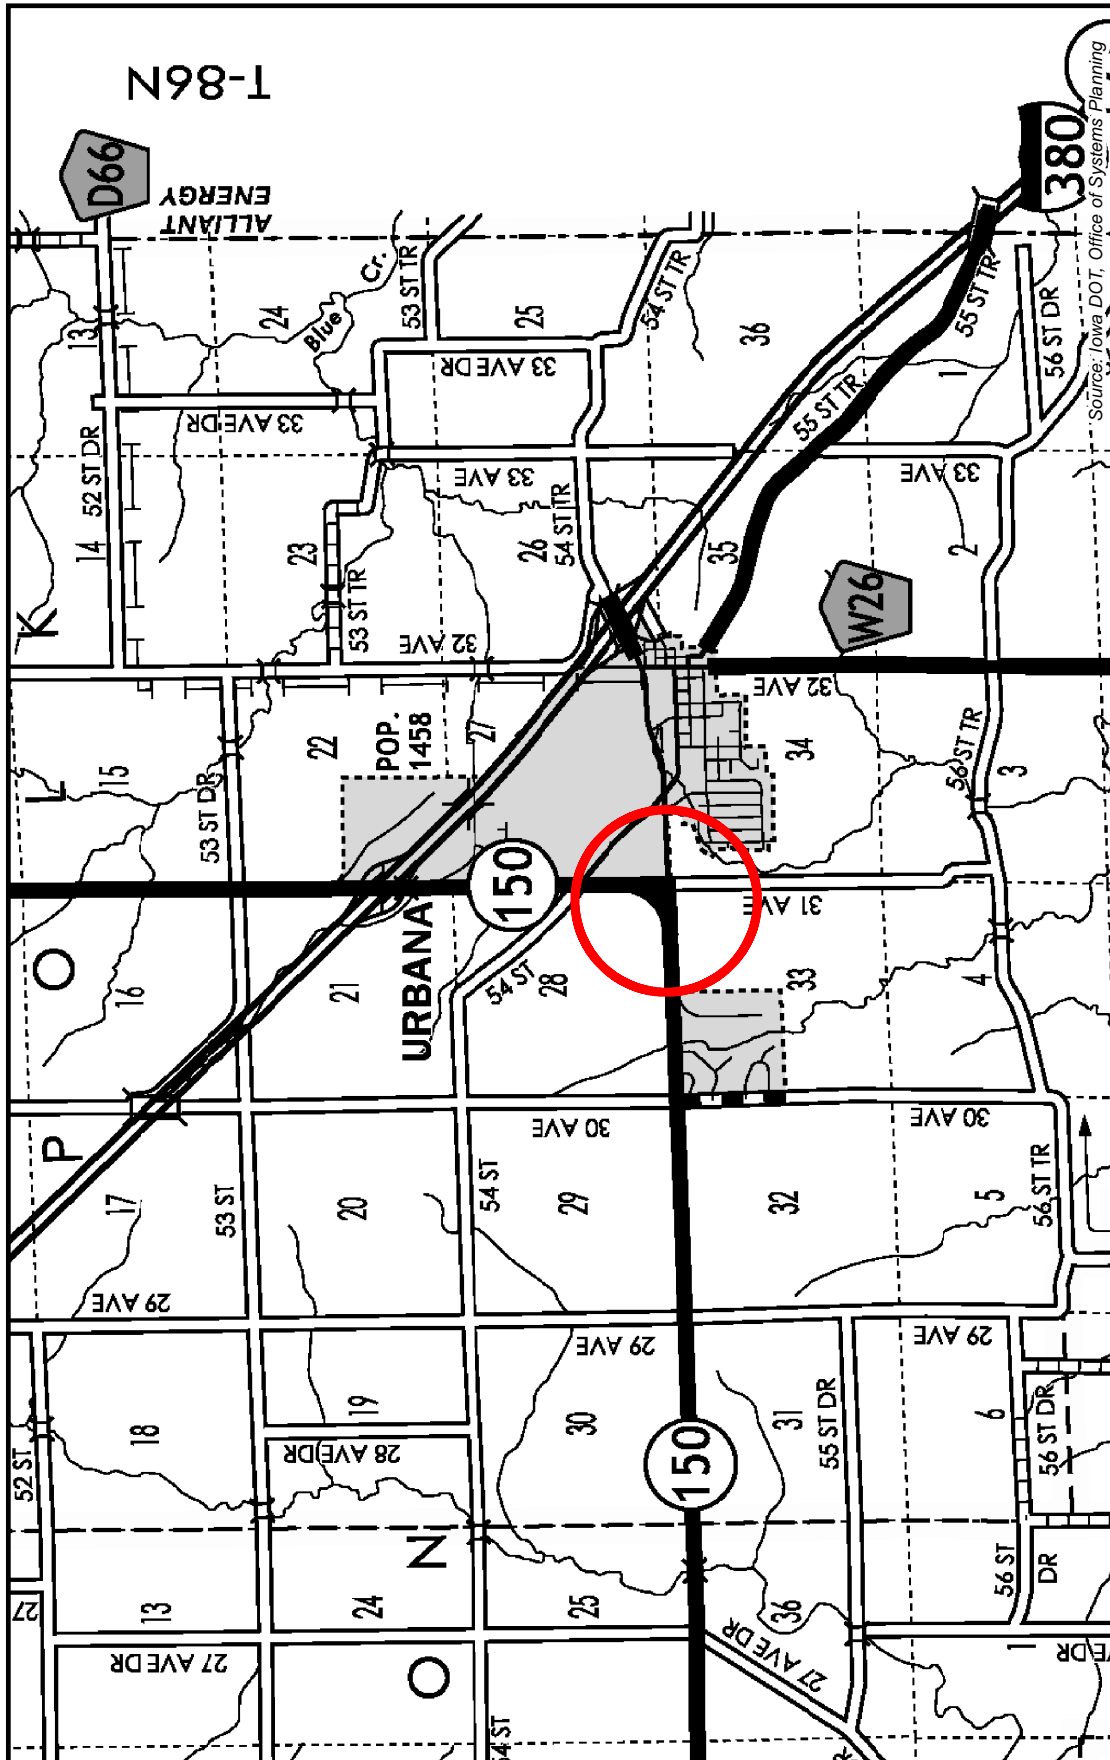 T-86N
D66
ALLIANT
ENERGY
380
Source: Iowa DOT, Office of Systems Planning
13
24
Blue
Cr.
53 ST TR
25
54 ST TR
36
55 ST TR
56 ST DR
33 AVE DR
33 AVE DR
52 ST DR
33 AVE
55 ST TR
1
33 AVE
14
23
53 ST TR
26
54 ST TR
35
2
W26
K
32 AVE
32 AVE
22
POP.
1458
27
34
56 ST TR
3
L
15
53 ST DR
150
31 AVE
O
16
21
URBANA
54 ST
28
33
4
P
30 AVE
30 AVE
17
53 ST
20
54 ST
29
32
5
56 ST TR
29 AVE
29 AVE
29 AVE
18
19
28 AVE DR
30
31
55 ST DR
6
56 ST DR
52 ST
150
N
56 ST
DR
27
13
24
25
36
1
27 AVE DR
27 AVE DR
O